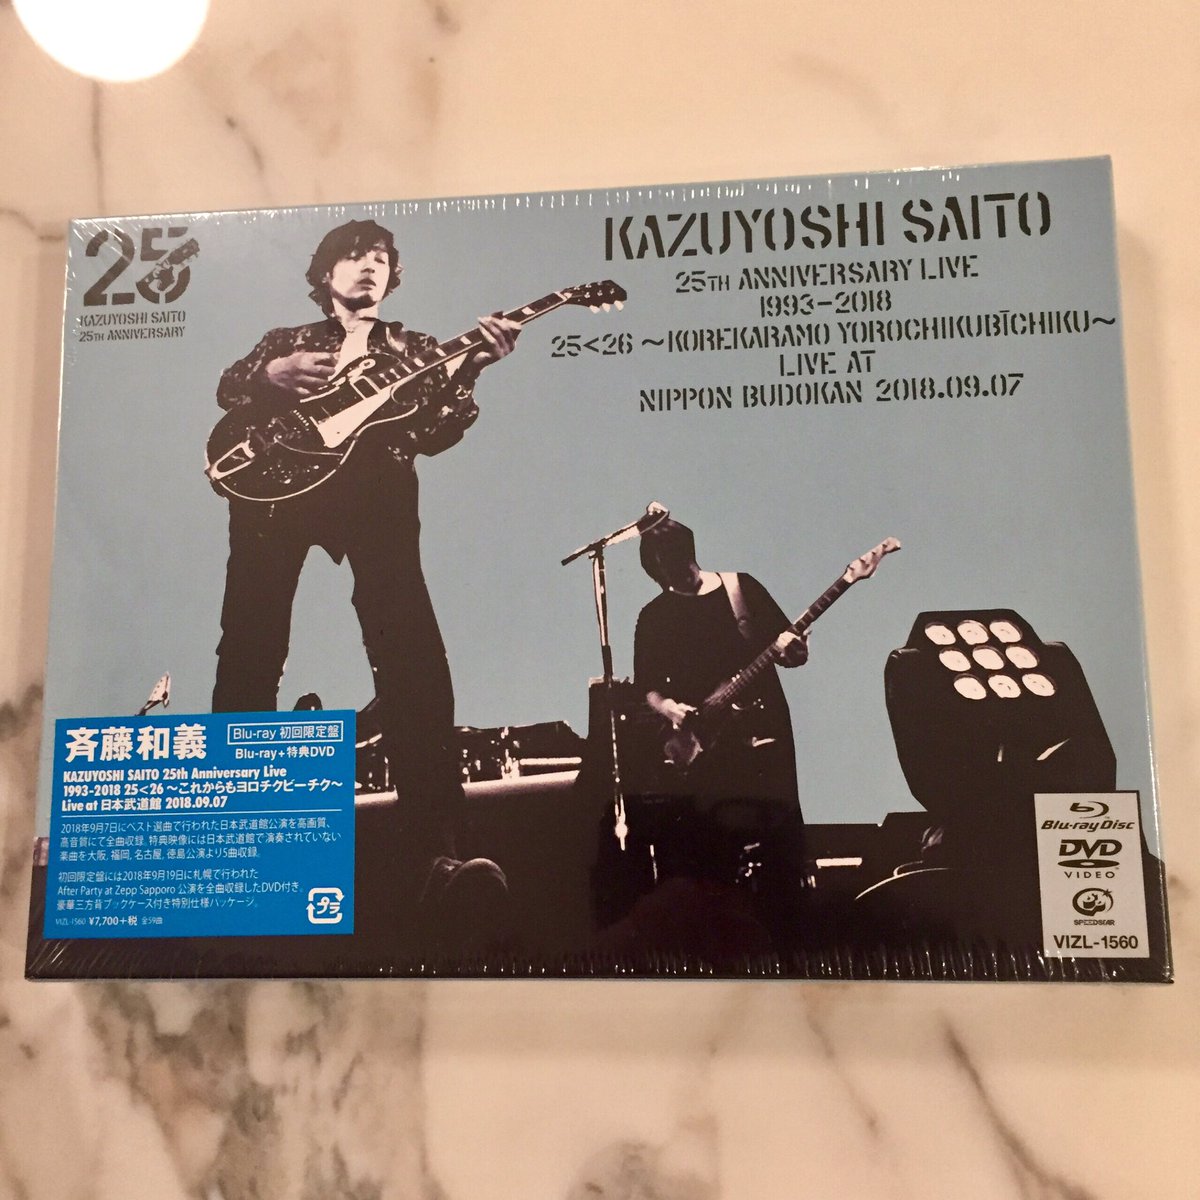 25
KAZUYOSHI SAITO
25TH ANNIVERSARY
KAZUYOSHI SAITO
25TH ANNIVERSARY LIVE
1993-2018
25<26 ~KOREKARAMO YOROCHIKUBĪCHIKU~
LIVE AT
NIPPON BUDOKAN 2018.09.07
斉藤和義
Blu-ray 初回限定盤
Blu-ray+特典DVD
KAZUYOSHI SAITO 25th Anniversary Live
1993-2018 25<26 〜これからもヨロチクビーチク〜
Live at 日本武道館 2018.09.07
2018年9月7日にベスト選曲で行われた日本武道館公演を高画質、
高音質にて全曲収録。特典映像には日本武道館で演奏されていない
楽曲を大阪、福岡、名古屋、徳島公演より5曲収録。
初回限定盤には2018年9月19日に札幌で行われた
After Party at Zepp Sapporo 公演を全曲収録したDVD付き。
豪華三方背ブックケース付き特別仕様パッケージ。
VIZL-1560 ¥7,700+税 全59曲
プラ
Blu-ray Disc
DVD
VIDEO
SPEEDSTAR
VIZL-1560